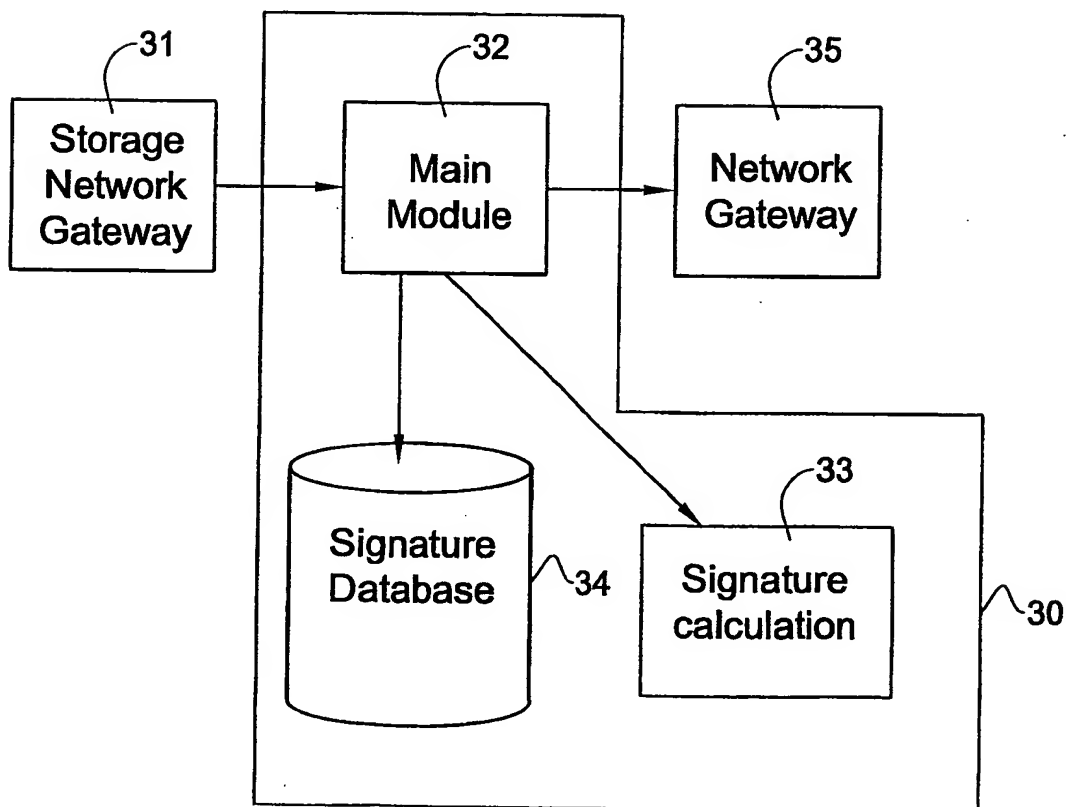 31
32
35
Storage
Network
Gateway
Main
Module
Network
Gateway
Signature
Database
34
33
Signature
calculation
30